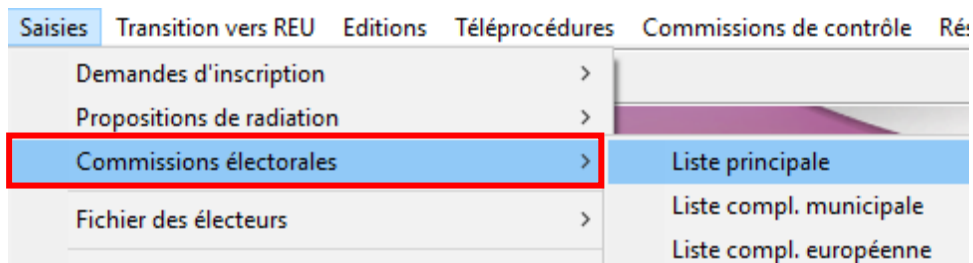 Saisies Transition vers REU Editions Téléprocédures Commissions de contrôle
Demandes d'inscription
Propositions de radiation
Commissions électorales
Liste principale
Liste compl. municipale
Fichier des électeurs
Liste compl. européenne